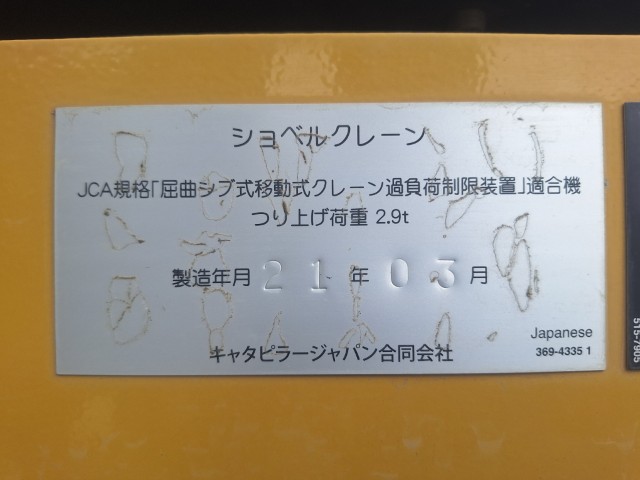 ショベルクレーン
JCA規格「屈曲ジブ式移動式クレーン過負荷制限装置」適合機
つり上げ荷重 2.9t
製造年月 21 年 03 月
キャタピラージャパン合同会社
Japanese
369-4335 1
515-7905